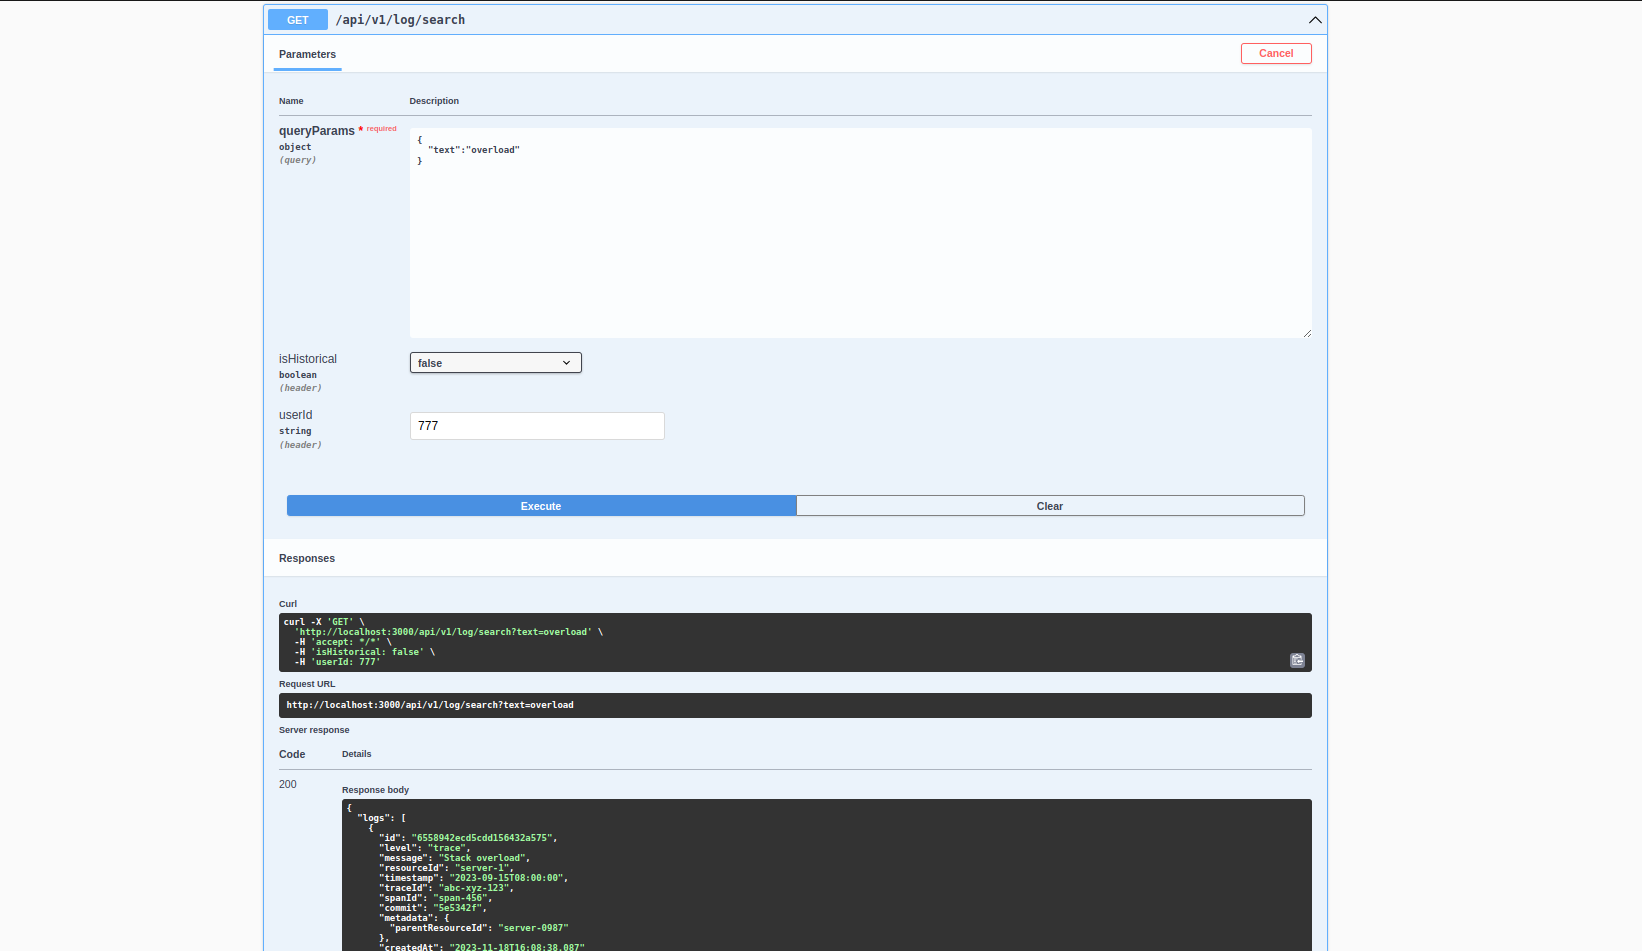 GET /api/v1/log/search
Parameters
Cancel
Name Description
queryParams * required
object
(query)
{
  "text":"overload"
}
isHistorical
boolean
(header)
false
userId
string
(header)
777
Execute Clear
Responses
Curl
curl -X 'GET' \
  'http://localhost:3000/api/v1/log/search?text=overload' \
  -H 'accept: */*' \
  -H 'isHistorical: false' \
  -H 'userId: 777'
Request URL
http://localhost:3000/api/v1/log/search?text=overload
Server response
Code Details
200
Response body
{
  "logs": [
    {
      "id": "6558942ecd5cdd156432a575",
      "level": "trace",
      "message": "Stack overload",
      "resourceId": "server-1",
      "timestamp": "2023-09-15T08:00:00",
      "traceId": "abc-xyz-123",
      "spanId": "span-456",
      "commit": "5e5342f",
      "metadata": {
        "parentResourceId": "server-0987"
      },
      "createdAt": "2023-11-18T16:08:38.087"